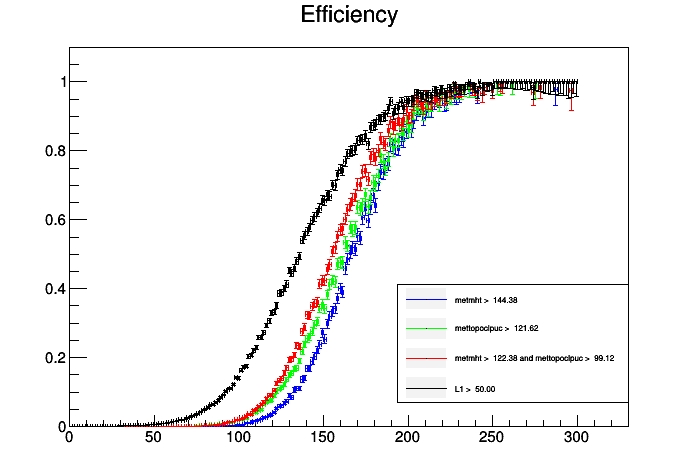 Efficiency
1
0.8
0.6
0.4
0.2
0
0 50 100 150 200 250 300
metmht > 144.38
mettopoclpuc > 121.62
metmht > 122.38 and mettopoclpuc > 99.12
L1 > 50.00